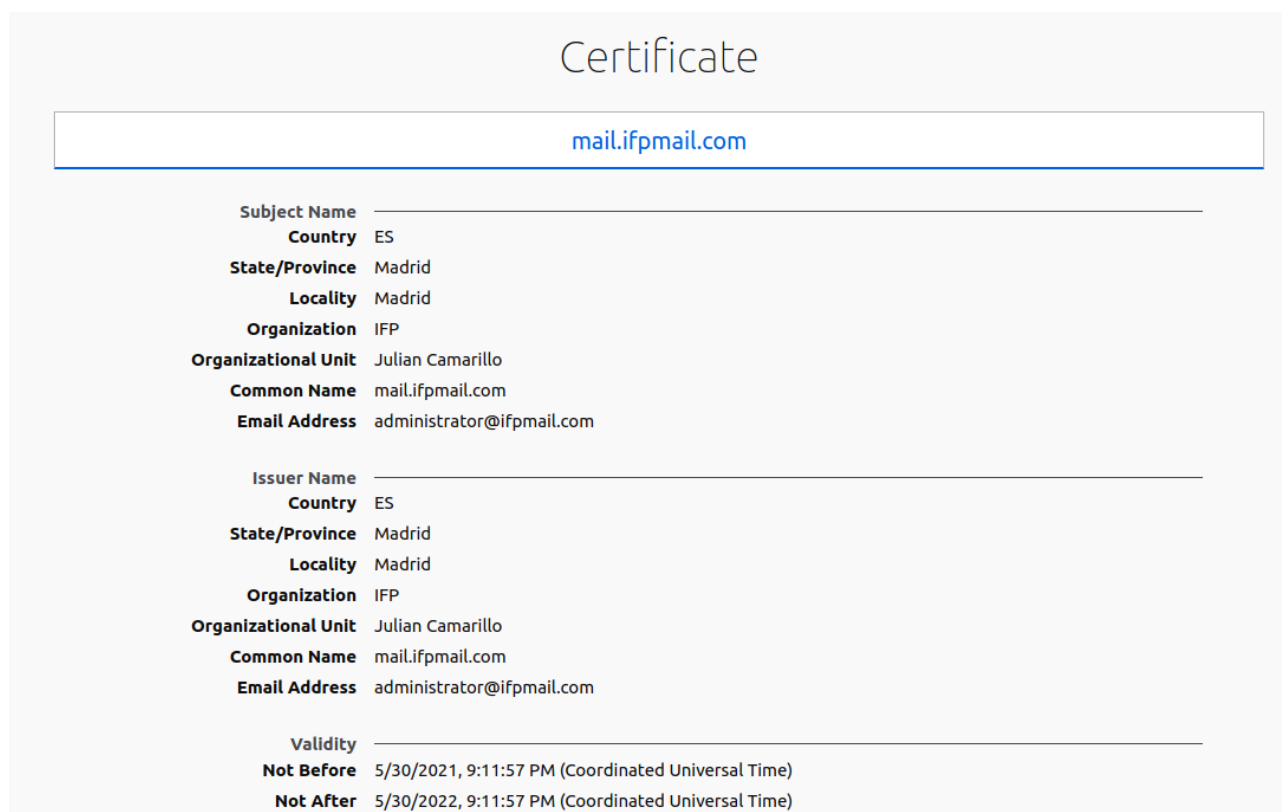 Certificate
mail.ifpmail.com
Subject Name
Country ES
State/Province Madrid
Locality Madrid
Organization IFP
Organizational Unit Julian Camarillo
Common Name mail.ifpmail.com
Email Address administrator@ifpmail.com
Issuer Name
Country ES
State/Province Madrid
Locality Madrid
Organization IFP
Organizational Unit Julian Camarillo
Common Name mail.ifpmail.com
Email Address administrator@ifpmail.com
Validity
Not Before 5/30/2021, 9:11:57 PM (Coordinated Universal Time)
Not After 5/30/2022, 9:11:57 PM (Coordinated Universal Time)